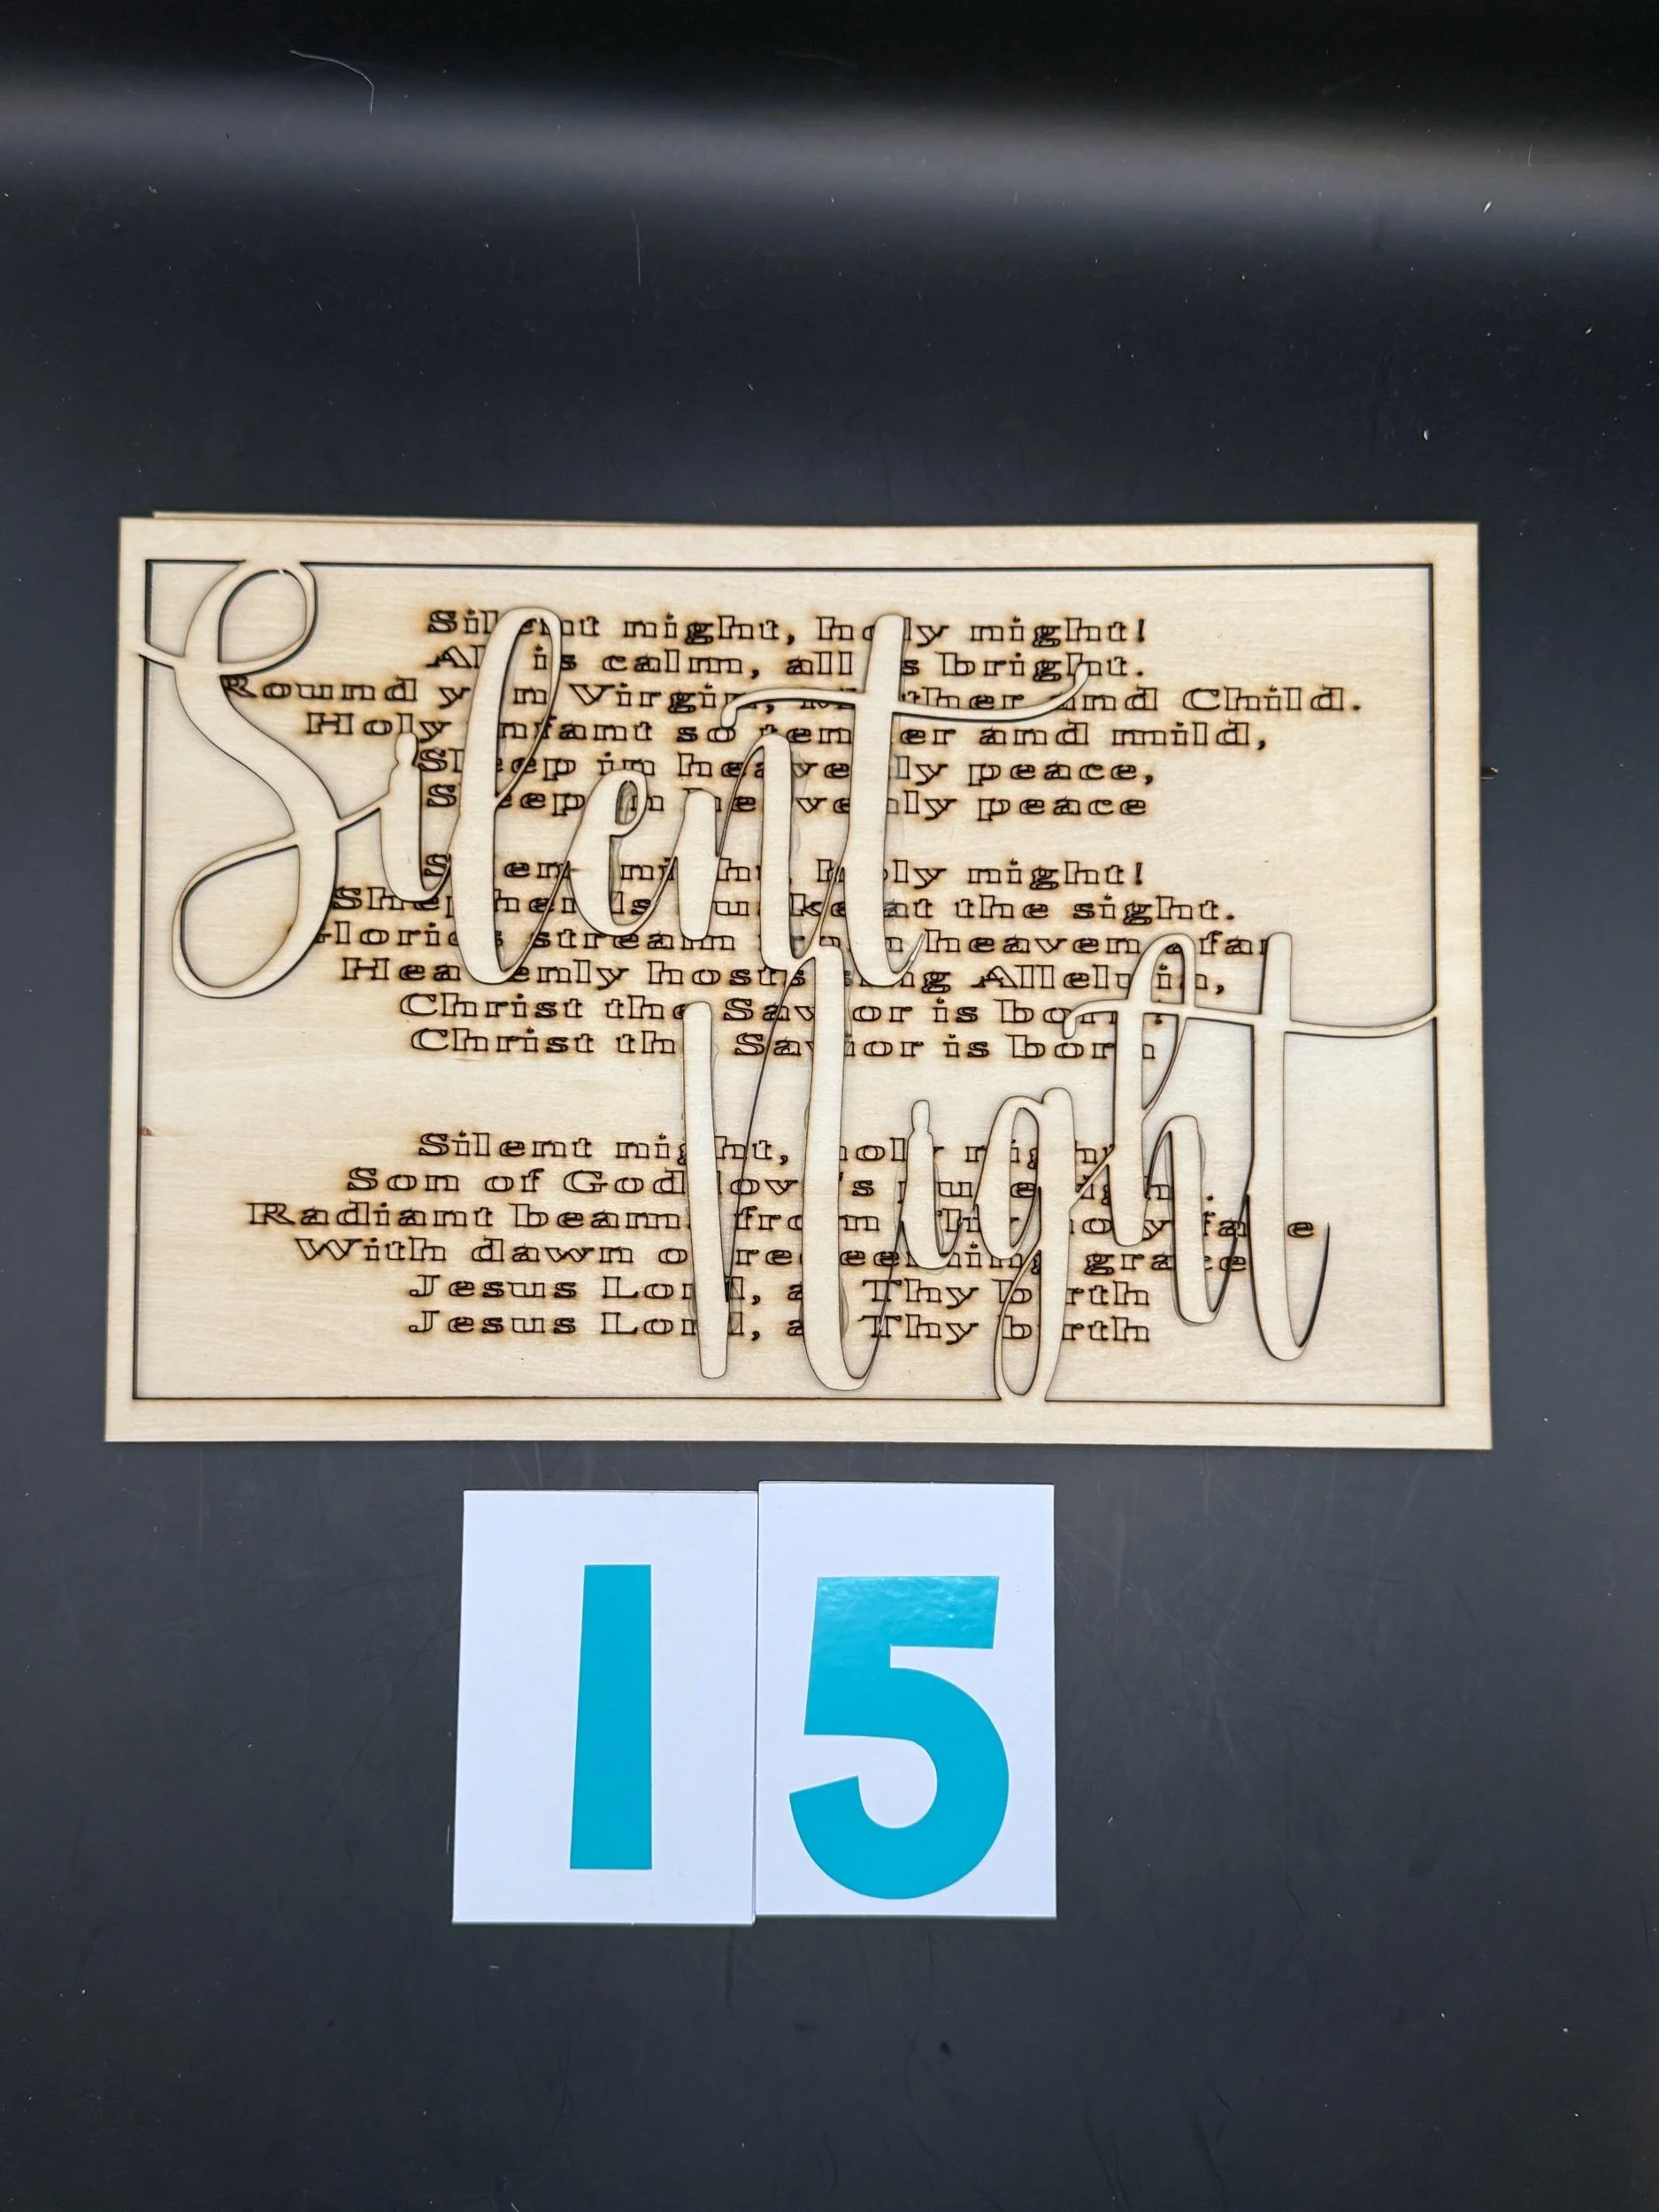 Silent Night
Silent night, holy night!
All is calm, all is bright.
Round yon Virgin, Mother and Child.
Holy Infant so tender and mild,
Sleep in heavenly peace,
Sleep in heavenly peace
Silent night, holy night!
Shepherds quake at the sight.
Glories stream from heaven afar
Heavenly hosts sing Alleluia,
Christ the Savior is born!
Christ the Savior is born
Silent night, holy night
Son of God love's pure light.
Radiant beams from Thy holy face
With dawn of redeeming grace
Jesus Lord, at Thy birth
Jesus Lord, at Thy birth
15